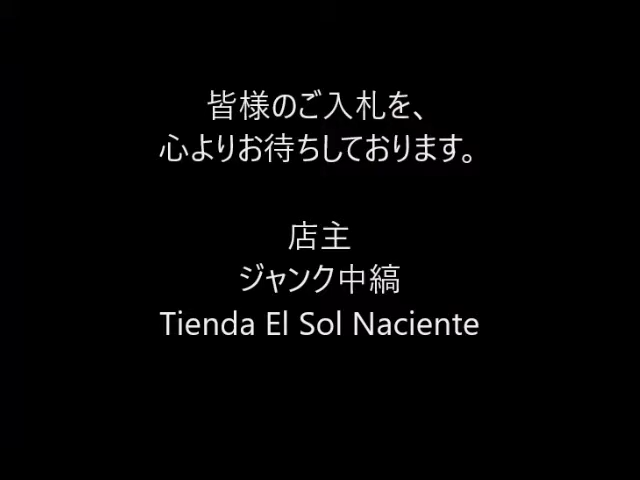 皆様のご入札を、
心よりお待ちしております。
店主
ジャンク中縞
Tienda El Sol Naciente